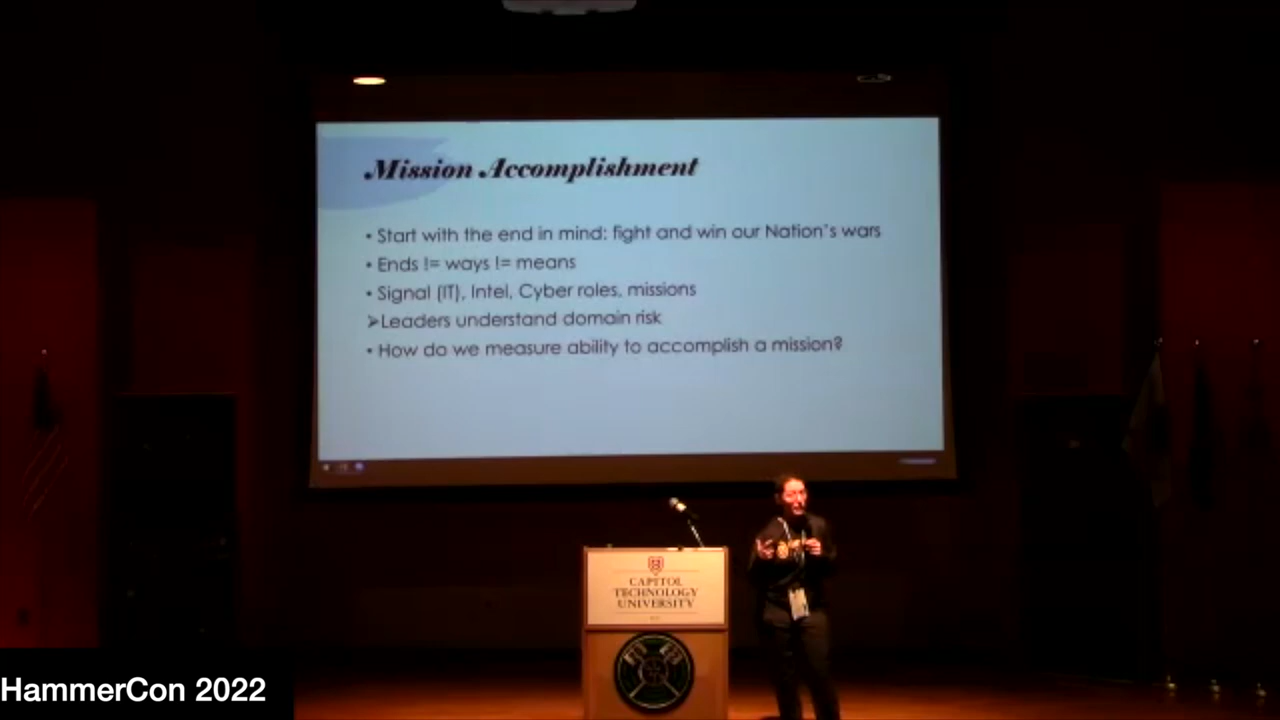 Mission Accomplishment
• Start with the end in mind: fight and win our Nation's wars
• Ends != ways != means
• Signal (IT), Intel, Cyber roles, missions
➢Leaders understand domain risk
• How do we measure ability to accomplish a mission?
CAPITOL
TECHNOLOGY
UNIVERSITY
HammerCon 2022